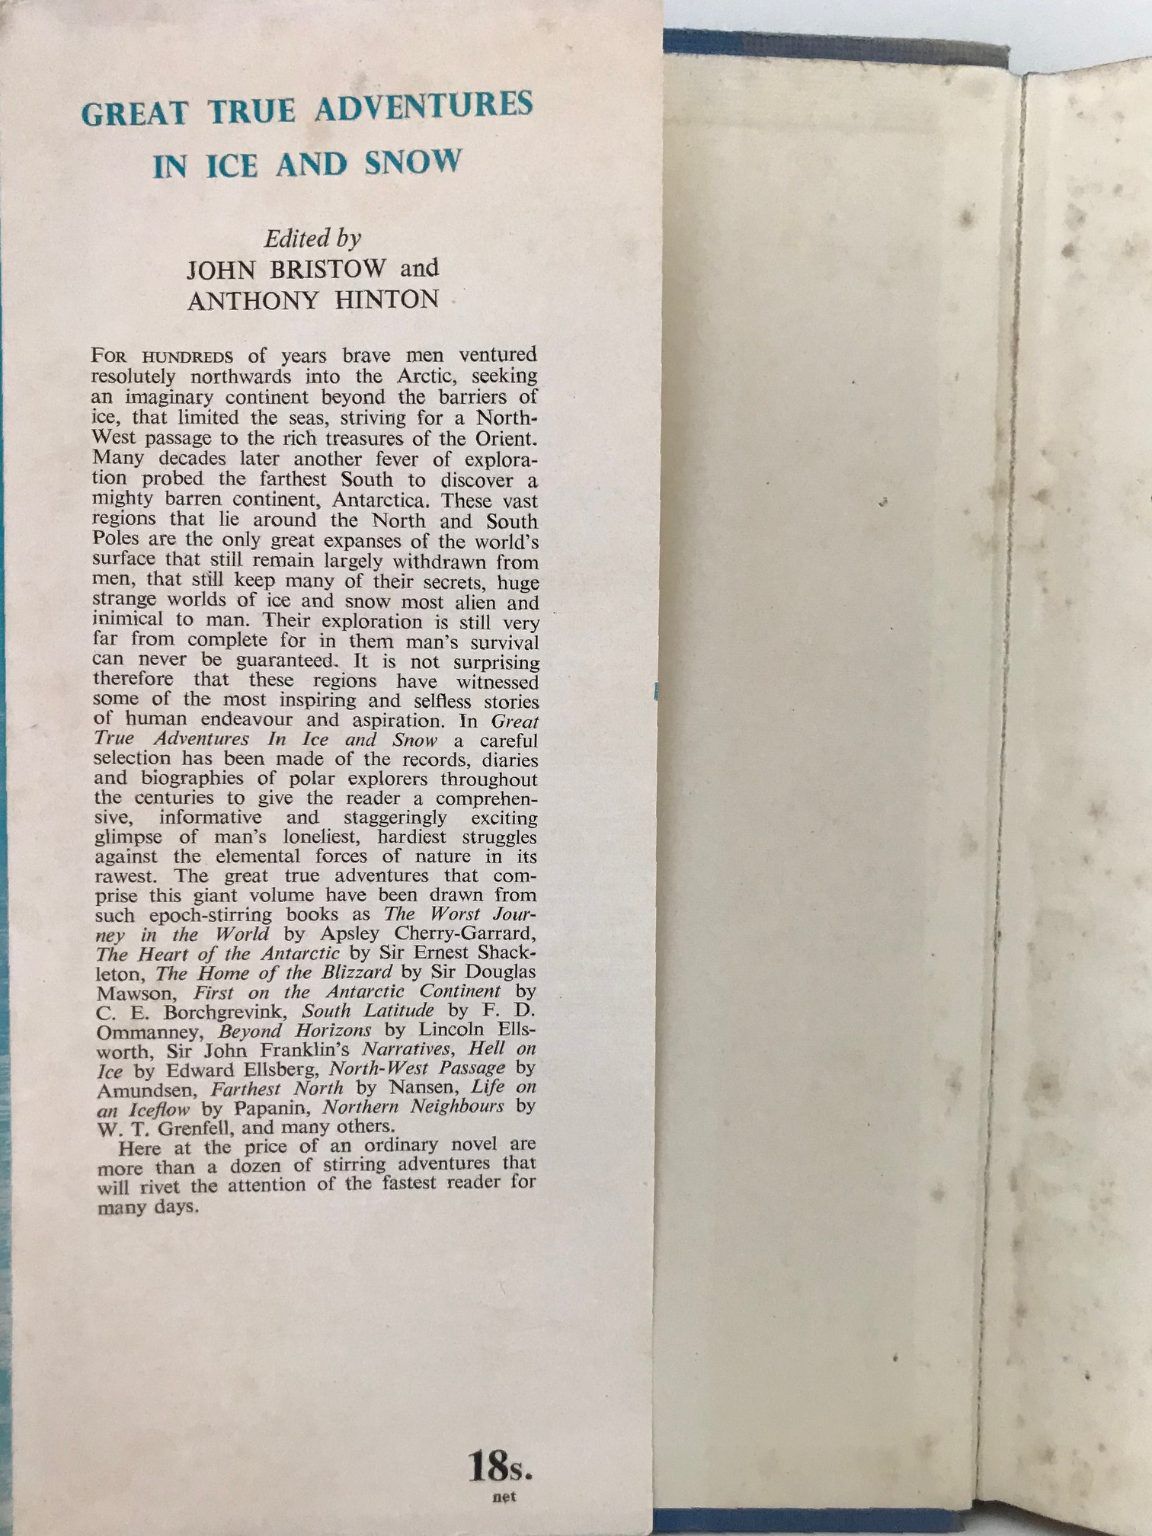 GREAT TRUE ADVENTURES
IN ICE AND SNOW
Edited by
JOHN BRISTOW and
ANTHONY HINTON
FOR HUNDREDS of years brave men ventured
resolutely northwards into the Arctic, seeking
an imaginary continent beyond the barriers of
ice, that limited the seas, striving for a North-
West passage to the rich treasures of the Orient.
Many decades later another fever of explora-
tion probed the farthest South to discover a
mighty barren continent, Antarctica. These vast
regions that lie around the North and South
Poles are the only great expanses of the world's
surface that still remain largely withdrawn from
men, that still keep many of their secrets, huge
strange worlds of ice and snow most alien and
inimical to man. Their exploration is still very
far from complete for in them man's survival
can never be guaranteed. It is not surprising
therefore that these regions have witnessed
some of the most inspiring and selfless stories
of human endeavour and aspiration. In Great
True Adventures In Ice and Snow a careful
selection has been made of the records, diaries
and biographies of polar explorers throughout
the centuries to give the reader a comprehen-
sive, informative and staggeringly exciting
glimpse of man's loneliest, hardiest struggles
against the elemental forces of nature in its
rawest. The great true adventures that com-
prise this giant volume have been drawn from
such epoch-stirring books as The Worst Jour-
ney in the World by Apsley Cherry-Garrard,
The Heart of the Antarctic by Sir Ernest Shack-
leton, The Home of the Blizzard by Sir Douglas
Mawson, First on the Antarctic Continent by
C. E. Borchgrevink, South Latitude by F. D.
Ommanney, Beyond Horizons by Lincoln Ells-
worth, Sir John Franklin's Narratives, Hell on
Ice by Edward Ellsberg, North-West Passage by
Amundsen, Farthest North by Nansen, Life on
an Iceflow by Papanin, Northern Neighbours by
W. T. Grenfell, and many others.
Here at the price of an ordinary novel are
more than a dozen of stirring adventures that
will rivet the attention of the fastest reader for
many days.
18s.
net